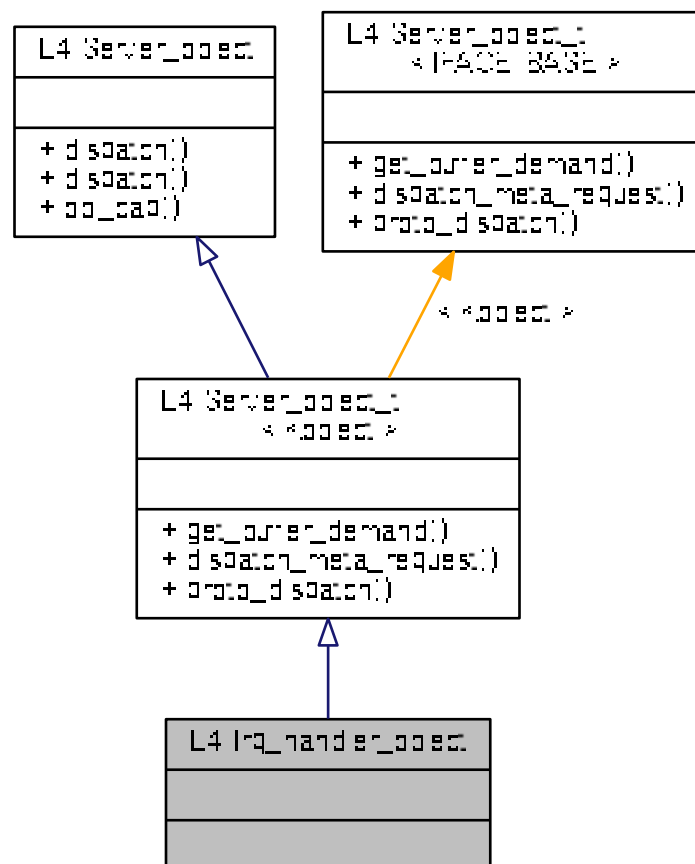 L4::Server_object
+ dispatch()
+ dispatch()
+ obj_cap()
L4::Server_object_t
< IFACE, BASE >
+ get_buffer_demand()
+ dispatch_meta_request()
+ proto_dispatch()
< Kobject >
L4::Server_object_t
< Kobject >
+ get_buffer_demand()
+ dispatch_meta_request()
+ proto_dispatch()
L4::Irq_handler_object